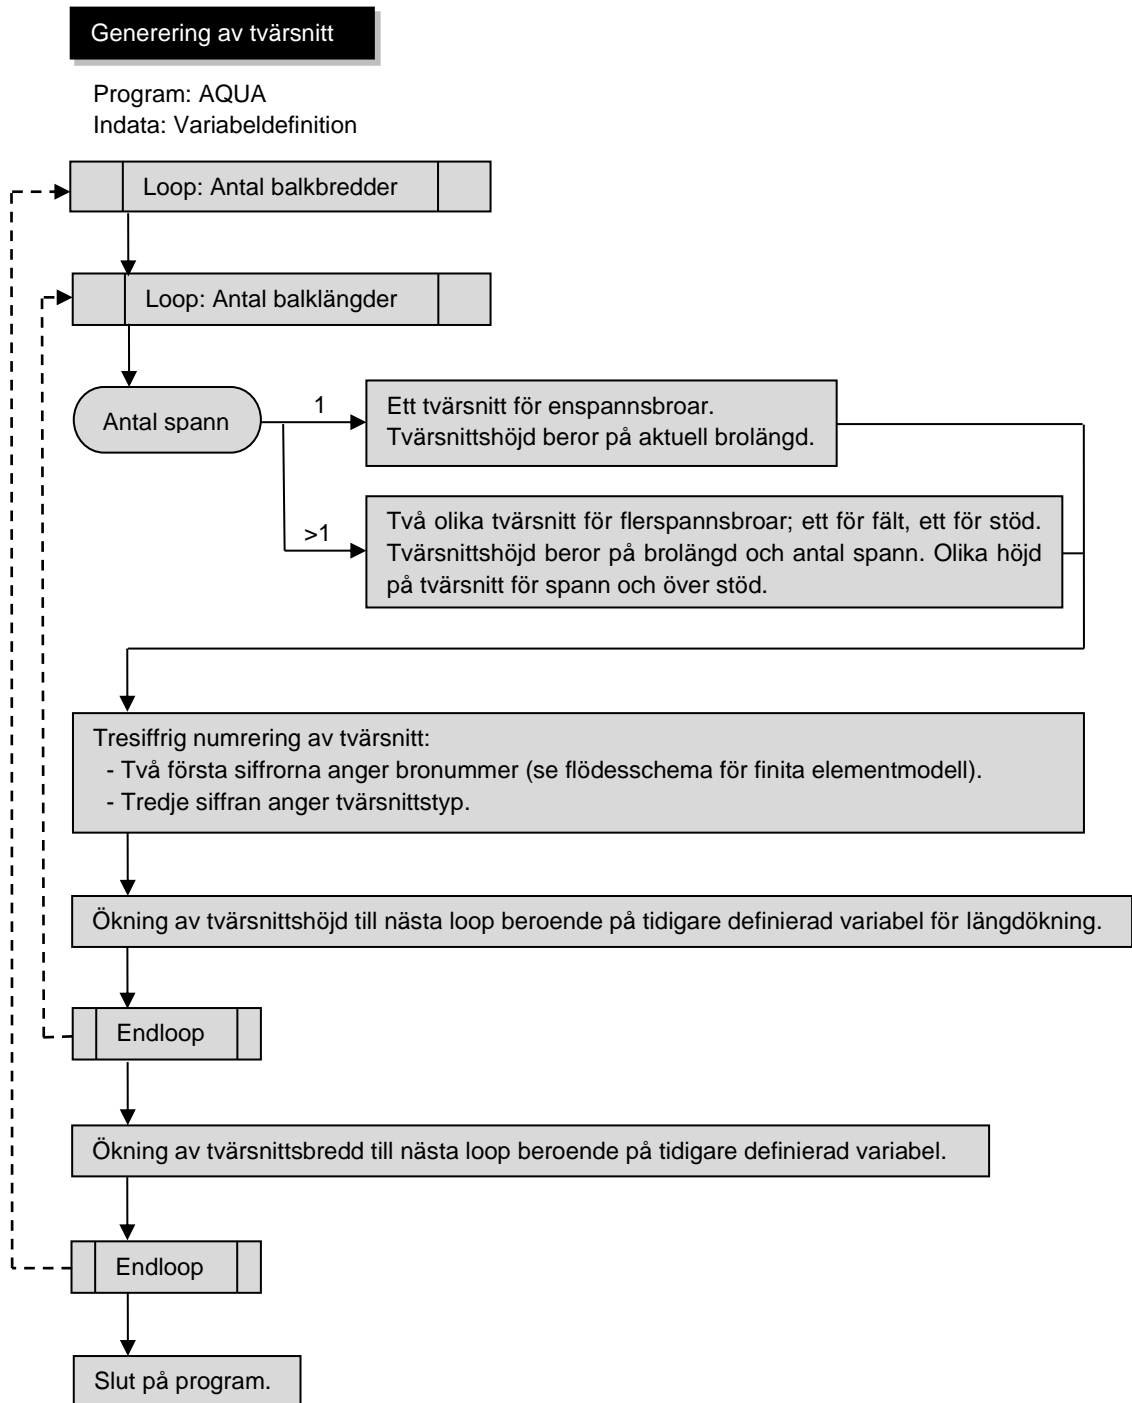 Generering av tvärsnitt
Program: AQUA
Indata: Variabeldefinition
Loop: Antal balkbredder
Loop: Antal balklängder
Antal spann
1
Ett tvärsnitt för enspannsbroar.
Tvärsnittshöjd beror på aktuell brolängd.
>1
Två olika tvärsnitt för flerspannsbroar; ett för fält, ett för stöd.
Tvärsnittshöjd beror på brolängd och antal spann. Olika höjd
på tvärsnitt för spann och över stöd.
Tresiffrig numrering av tvärsnitt:
- Två första siffrorna anger bronummer (se flödesschema för finita elementmodell).
- Tredje siffran anger tvärsnittstyp.
Ökning av tvärsnittshöjd till nästa loop beroende på tidigare definierad variabel för längdökning.
Endloop
Ökning av tvärsnittsbredd till nästa loop beroende på tidigare definierad variabel.
Endloop
Slut på program.